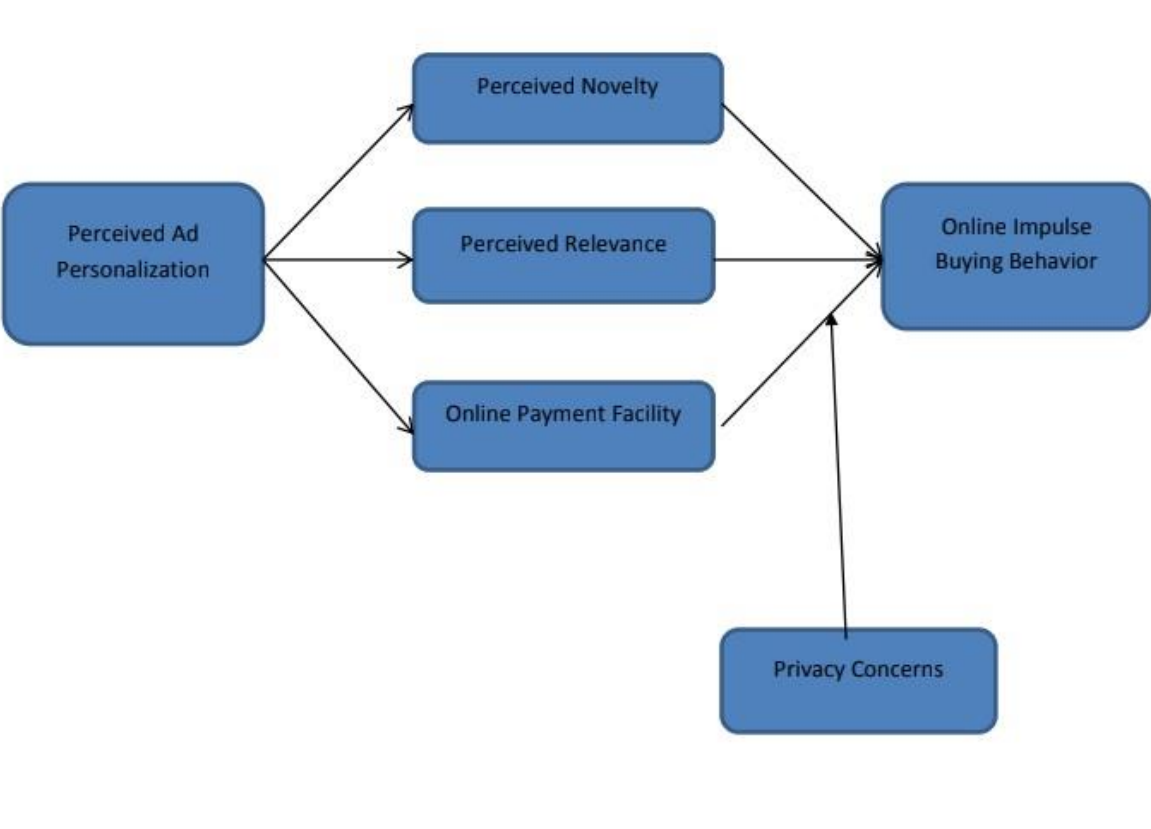 Perceived Novelty
Perceived Ad
Personalization
Perceived Relevance
Online Impulse
Buying Behavior
Online Payment Facility
Privacy Concerns